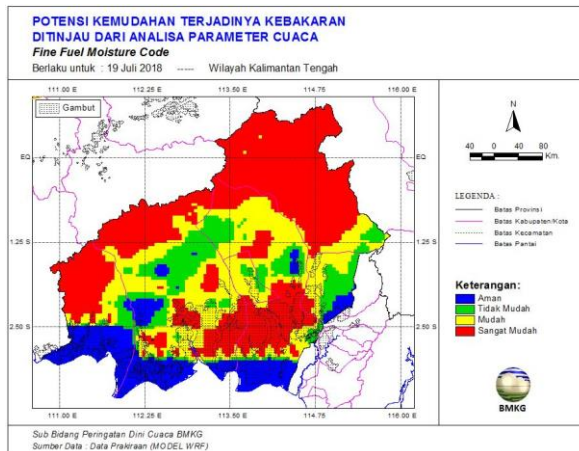 POTENSI KEMUDAHAN TERJADINYA KEBAKARAN
DITINJAU DARI ANALISA PARAMETER CUACA
Fine Fuel Moisture Code
Berlaku untuk : 19 Juli 2018 ----- Wilayah Kalimantan Tengah
111.00 112.25 113.50 114.75 116.00
Gambut
EQ EQ
1.25 S 1.25 S
2.50 S 2.50 S
111.00 112.25 113.50 114.75 116.00
N
40 0 40 80
Km.
LEGENDA :
Batas Provinsi
Batas Kabupaten/Kota
Batas Kecamatan
Batas Pantai
Keterangan:
Aman
Tidak Mudah
Mudah
Sangat Mudah
BMKG
Sub Bidang Peringatan Dini Cuaca BMKG
Sumber Data : Data Prakiraan (MODEL WRF)